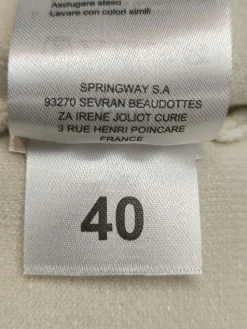 Asciugare steso
Lavare con colori simili
SPRINGWAY S.A
93270 SEVRAN BEAUDOTTES
ZA IRENE JOLIOT CURIE
3 RUE HENRI POINCARE
FRANCE
40